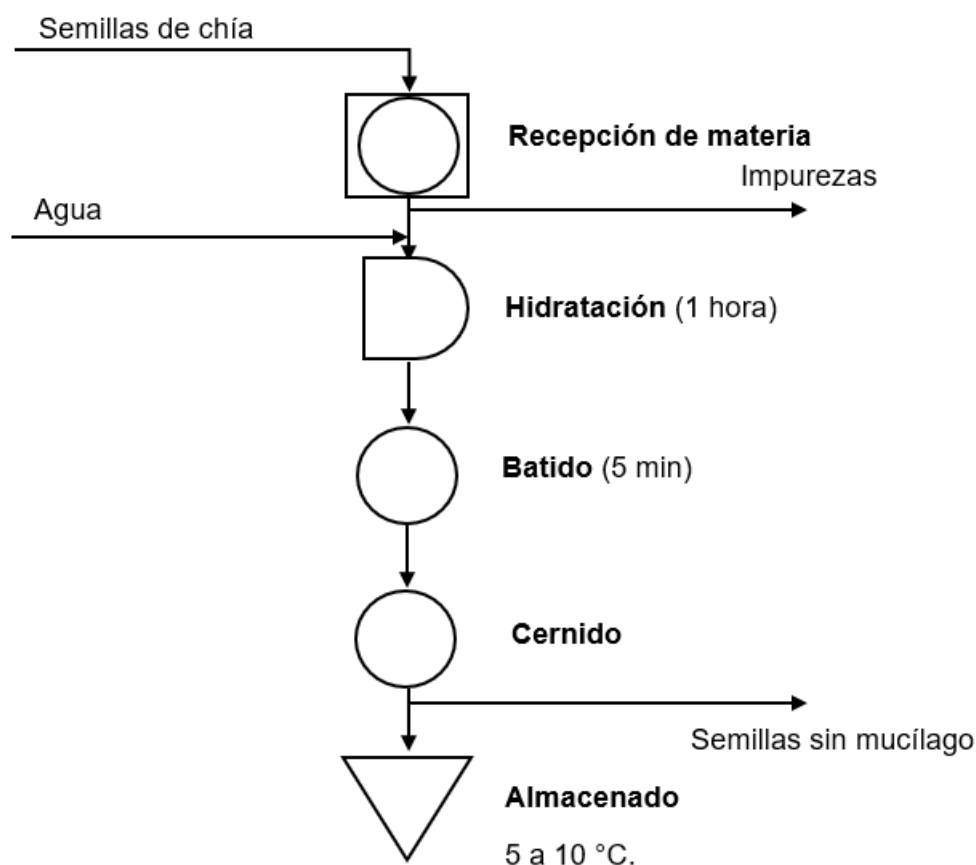 Semillas de chía
Recepción de materia
Impurezas
Agua
Hidratación (1 hora)
Batido (5 min)
Cernido
Semillas sin mucílago
Almacenado
5 a 10 °C.